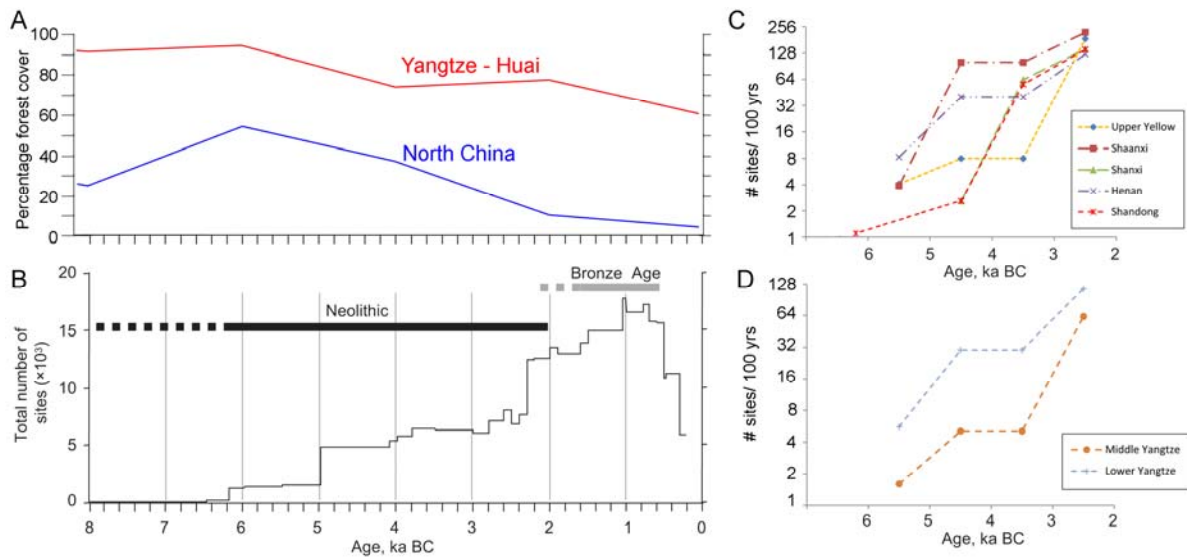 A
Percentage forest cover
100
80
60
40
20
0
Yangtze - Huai
North China
B
Total number of
sites (×10³)
20
15
10
5
0
Bronze Age
Neolithic
8 7 6 5 4 3 2 1 0
Age, ka BC
C
# sites/ 100 yrs
256
128
64
32
16
8
4
2
1
Upper Yellow
Shaanxi
Shanxi
Henan
Shandong
6 5 4 3 2
Age, ka BC
D
# sites/ 100 yrs
128
64
32
16
8
4
2
1
Middle Yangtze
Lower Yangtze
6 5 4 3 2
Age, ka BC